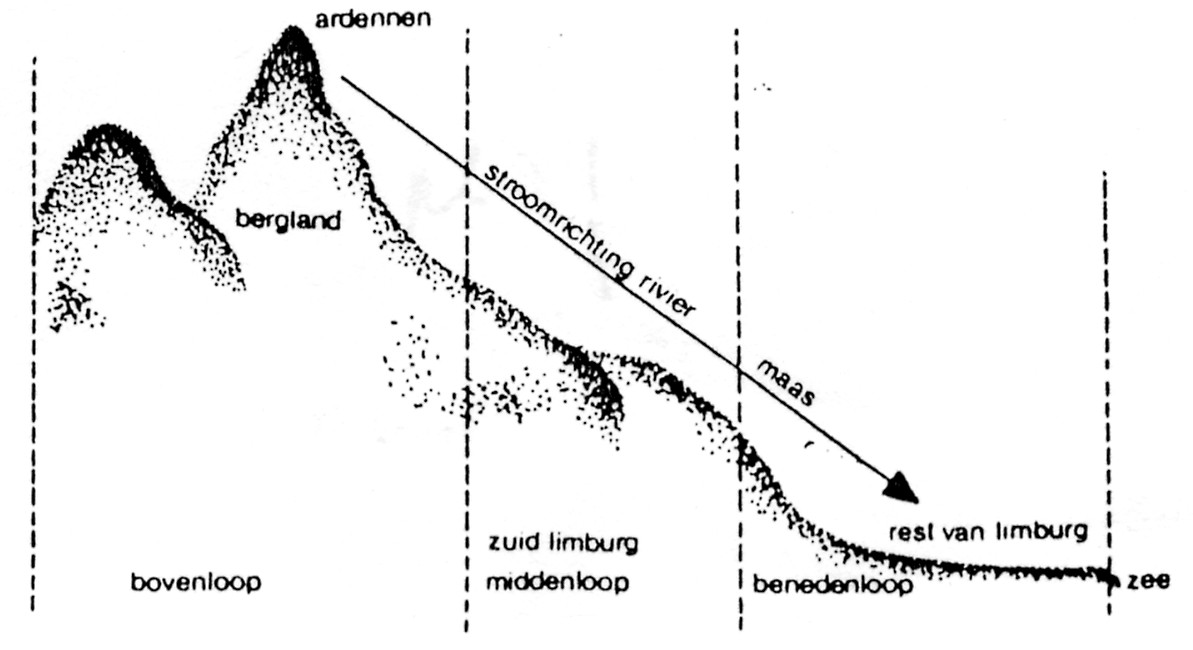 ardennen
bergland
stroomrichting rivier
maas
rest van limburg
zuid limburg
bovenloop
middenloop
benedenloop
zee